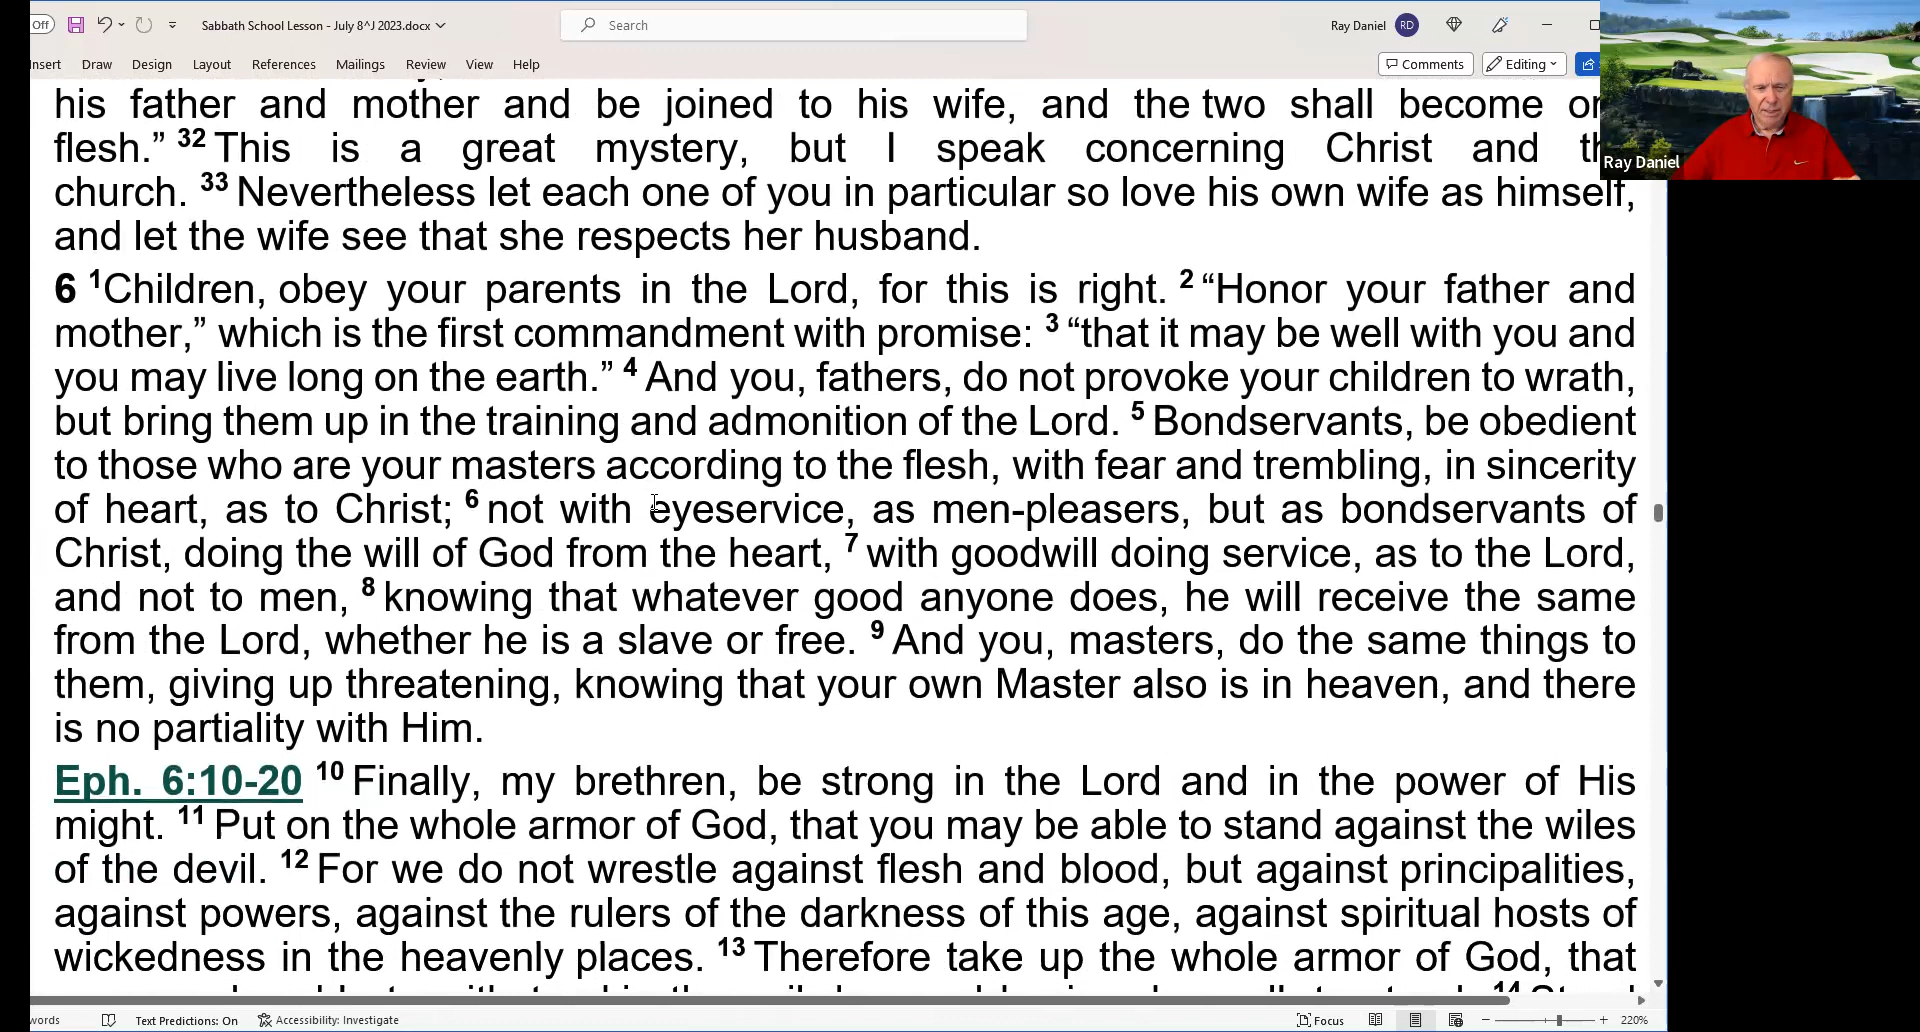 Off Sabbath School Lesson - July 8^J 2023.docx Search Ray Daniel RD
Insert Draw Design Layout References Mailings Review View Help Comments Editing
his father and mother and be joined to his wife, and the two shall become
flesh.” 32 This is a great mystery, but I speak concerning Christ and
Ray Daniel
church. 33 Nevertheless let each one of you in particular so love his own wife as himself,
and let the wife see that she respects her husband.
6 1Children, obey your parents in the Lord, for this is right. 2 “Honor your father and
mother,” which is the first commandment with promise: 3 “that it may be well with you and
you may live long on the earth.” 4 And you, fathers, do not provoke your children to wrath,
but bring them up in the training and admonition of the Lord. 5 Bondservants, be obedient
to those who are your masters according to the flesh, with fear and trembling, in sincerity
of heart, as to Christ; 6 not with eyeservice, as men-pleasers, but as bondservants of
Christ, doing the will of God from the heart, 7 with goodwill doing service, as to the Lord,
and not to men, 8 knowing that whatever good anyone does, he will receive the same
from the Lord, whether he is a slave or free. 9 And you, masters, do the same things to
them, giving up threatening, knowing that your own Master also is in heaven, and there
is no partiality with Him.
Eph. 6:10-20 10 Finally, my brethren, be strong in the Lord and in the power of His
might. 11 Put on the whole armor of God, that you may be able to stand against the wiles
of the devil. 12 For we do not wrestle against flesh and blood, but against principalities,
against powers, against the rulers of the darkness of this age, against spiritual hosts of
wickedness in the heavenly places. 13 Therefore take up the whole armor of God, that
words Text Predictions: On Accessibility: Investigate Focus 220%